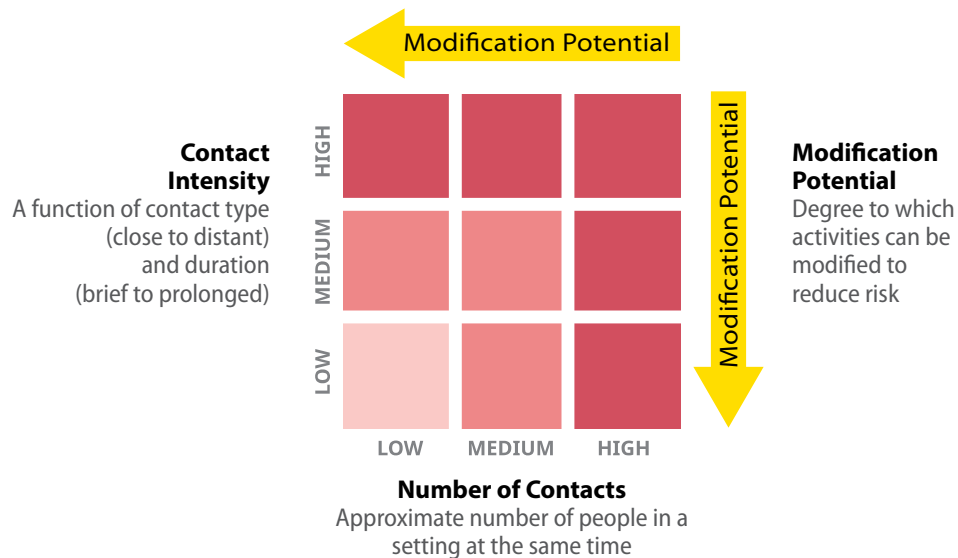 Modification Potential
Contact
Intensity
A function of contact type
(close to distant)
and duration
(brief to prolonged)
HIGH
MEDIUM
LOW
Modification Potential
Modification
Potential
Degree to which
activities can be
modified to
reduce risk
LOW MEDIUM HIGH
Number of Contacts
Approximate number of people in a
setting at the same time